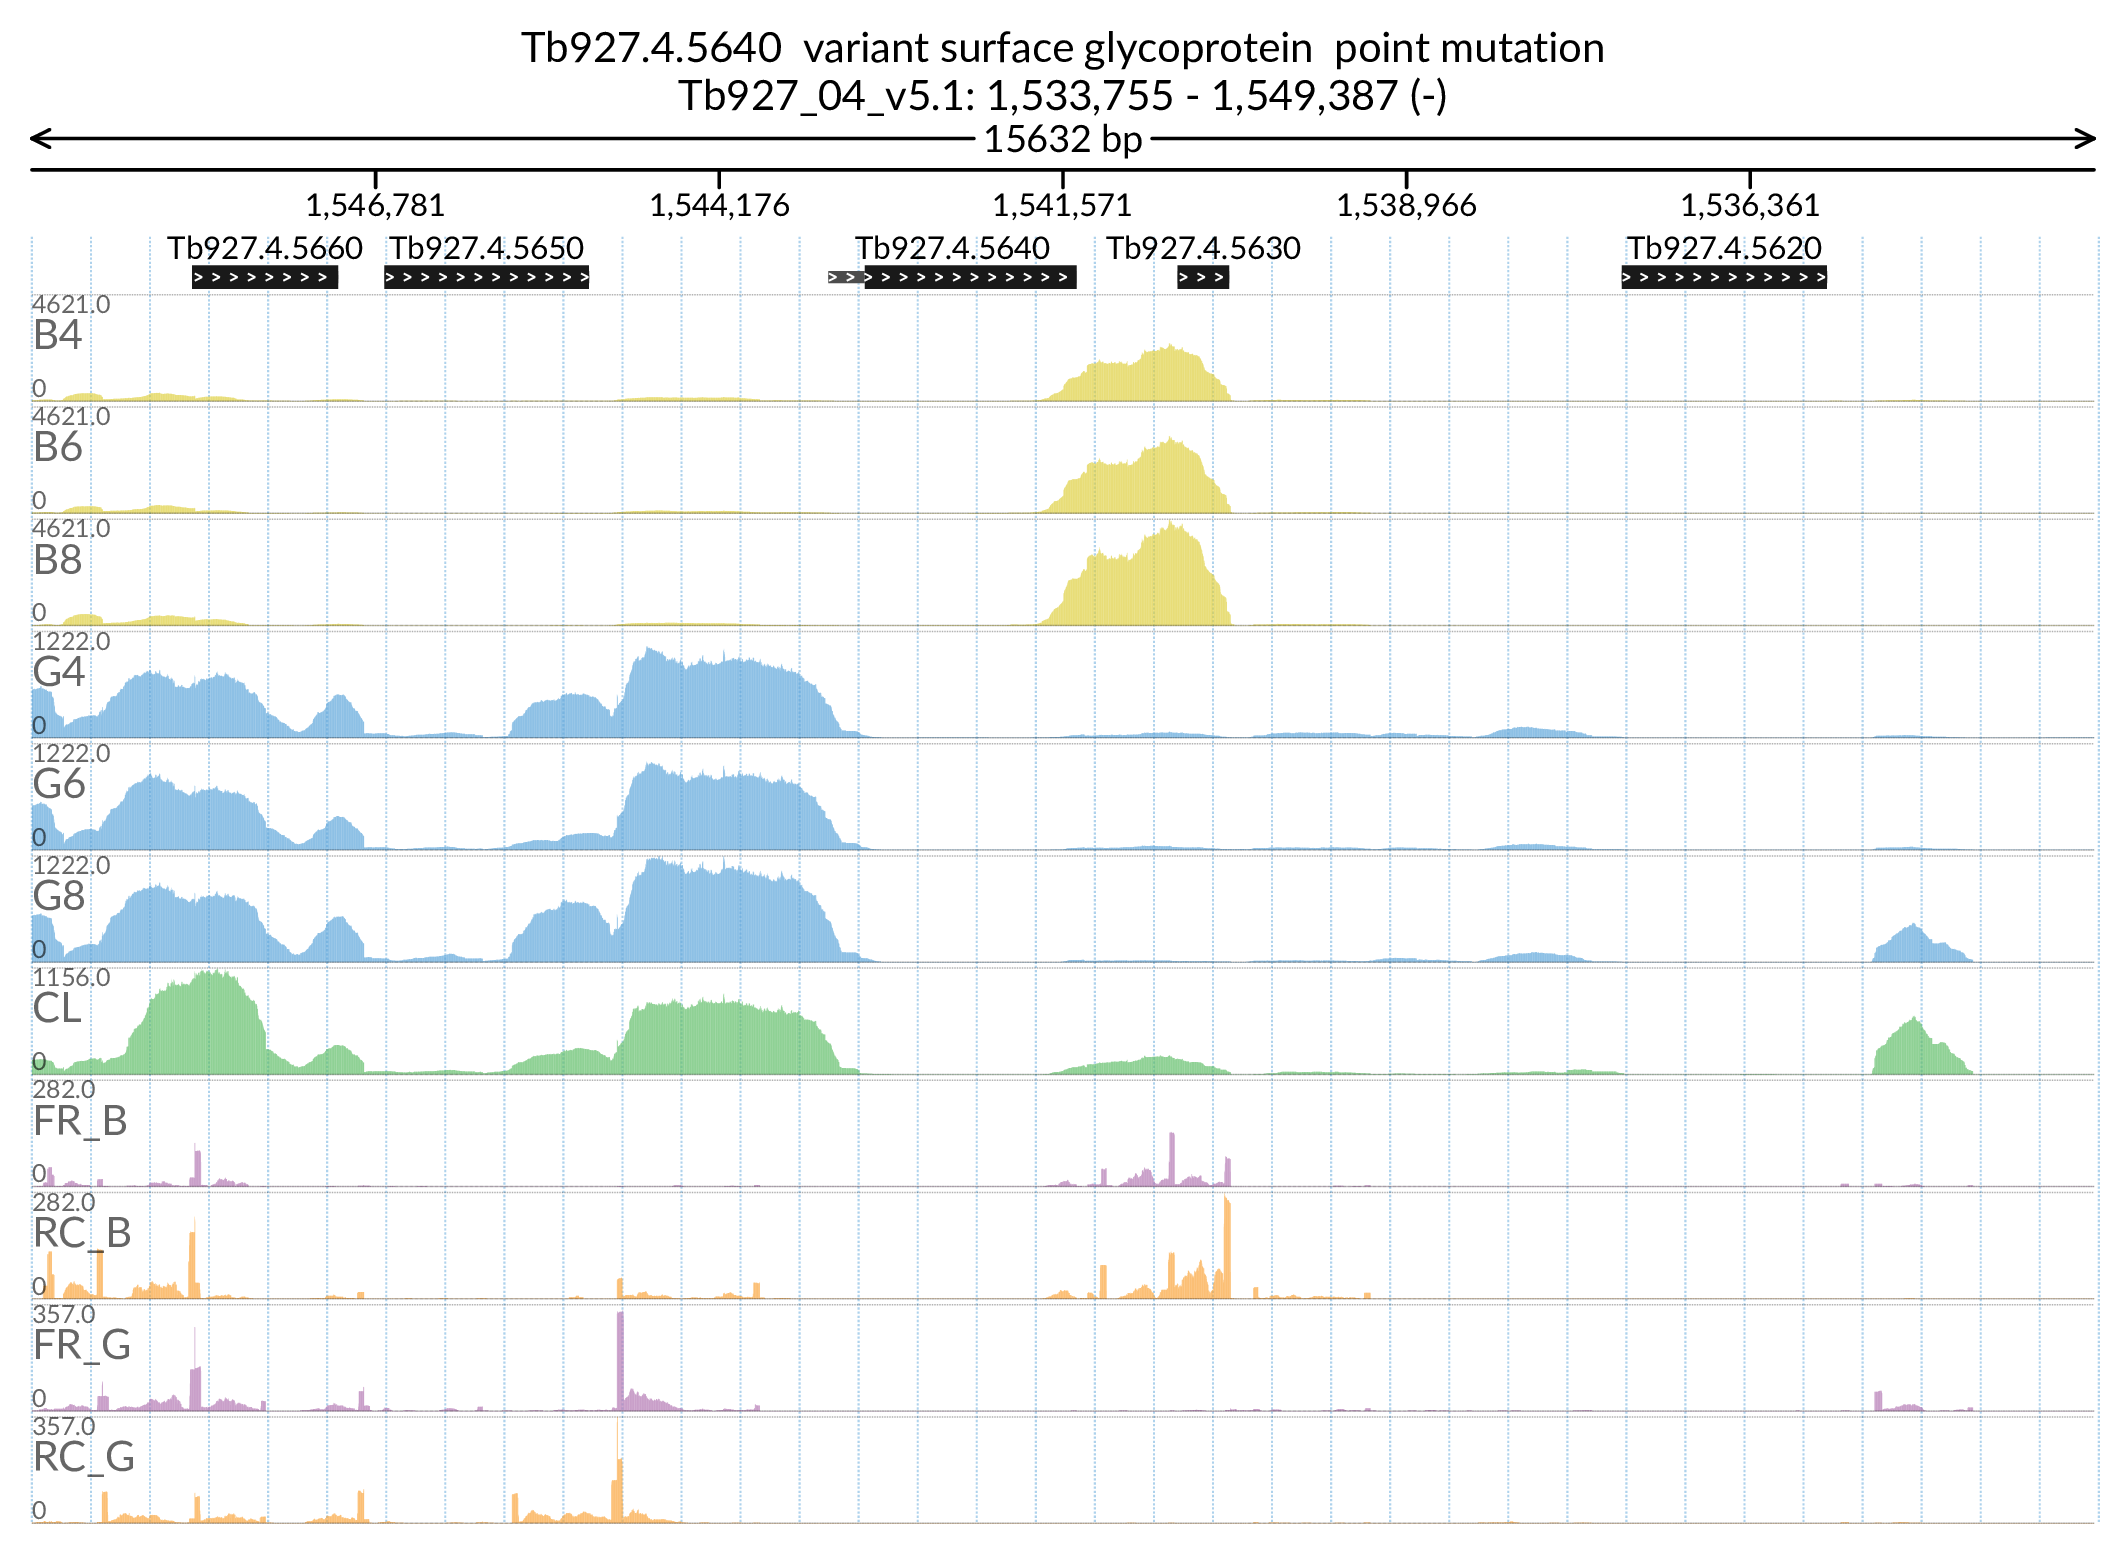 Tb927.4.5640  variant surface glycoprotein  point mutation
Tb927_04_v5.1: 1,533,755 - 1,549,387 (-)
15632 bp
1,546,781 1,544,176 1,541,571 1,538,966 1,536,361
Tb927.4.5660 Tb927.4.5650 Tb927.4.5640 Tb927.4.5630 Tb927.4.5620
4621.0
B4
0
4621.0
B6
0
4621.0
B8
0
1222.0
G4
0
1222.0
G6
0
1222.0
G8
0
1156.0
CL
0
282.0
FR_B
0
282.0
RC_B
0
357.0
FR_G
0
357.0
RC_G
0